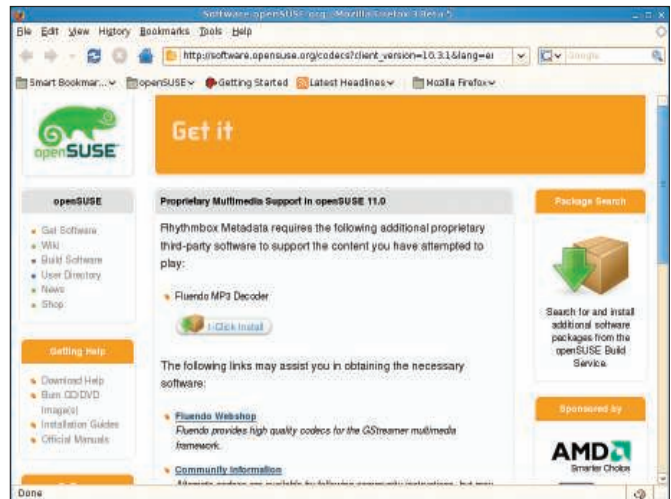 Software.openSUSE.org - Mozilla Firefox 3 Beta 5
File Edit View History Bookmarks Tools Help
http://software.opensuse.org/codecs?client_version=10.3.1&lang=en
Google
Smart Bookmar... openSUSE Getting Started Latest Headlines Mozilla Firefox
openSUSE
Get it
openSUSE
Get Software
Wiki
Build Software
User Directory
News
Shop
Getting Help
Download Help
Burn CD/DVD
Image(s)
Installation Guides
Official Manuals
Proprietary Multimedia Support in openSUSE 11.0
Rhythmbox Metadata requires the following additional proprietary
third-party software to support the content you have attempted to
play:
Fluendo MP3 Decoder
1-Click Install
The following links may assist you in obtaining the necessary
software:
Fluendo Webshop
Fluendo provides high quality codecs for the GStreamer multimedia
framework.
Community Information
Package Search
Search for and install
additional software
packages from the
openSUSE Build
Service.
Sponsored by
AMD
Smarter Choice
Done